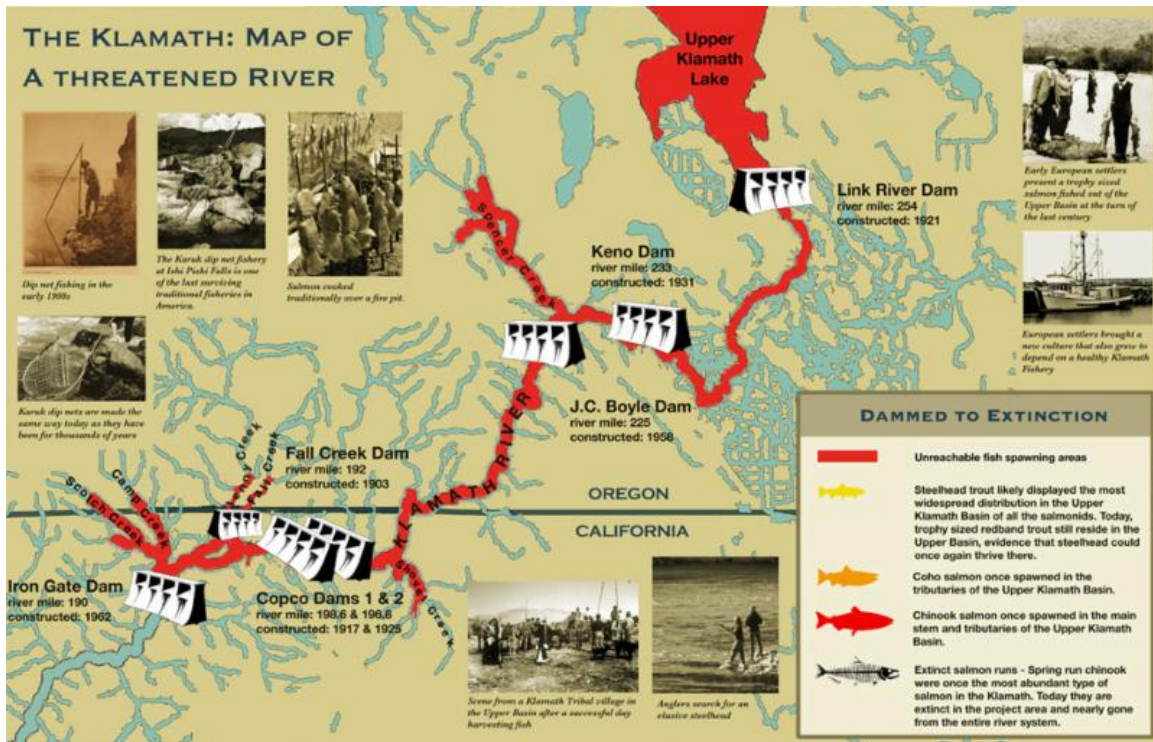 THE KLAMATH: MAP OF
A THREATENED RIVER
Dip net fishing in the
early 1900s
The Karuk dip net fishery
at Ishi Pishi Falls is one
of the last surviving
traditional fisheries in
America.
Salmon cooked
traditionally over a fire pit.
Karuk dip nets are made the
same way today as they have
been for thousands of years
Upper
Klamath
Lake
Early European settlers
present a trophy sized
salmon fished out of the
Upper Basin at the turn of
the last century
European settlers brought a
new culture that also grew to
depend on a healthy Klamath
Fishery
Link River Dam
river mile: 254
constructed: 1921
Keno Dam
river mile: 233
constructed: 1931
Spencer Creek
J.C. Boyle Dam
river mile: 225
constructed: 1958
KLAMATH RIVER
Fall Creek Dam
river mile: 192
constructed: 1903
Fall Creek
Camp Creek
Scotch Creek
OREGON
CALIFORNIA
Shovel Creek
Iron Gate Dam
river mile: 190
constructed: 1962
Copco Dams 1 & 2
river mile: 198.6 & 196.8
constructed: 1917 & 1925
Scene from a Klamath Tribal village in
the Upper Basin after a successful day
harvesting fish
Anglers search for an
elusive steelhead
DAMMED TO EXTINCTION
Unreachable fish spawning areas
Steelhead trout likely displayed the most
widespread distribution in the Upper
Klamath Basin of all the salmonids. Today,
trophy sized redband trout still reside in the
Upper Basin, evidence that steelhead could
once again thrive there.
Coho salmon once spawned in the
tributaries of the Upper Klamath Basin.
Chinook salmon once spawned in the main
stem and tributaries of the Upper Klamath
Basin.
Extinct salmon runs - Spring run chinook
were once the most abundant type of
salmon in the Klamath. Today they are
extinct in the project area and nearly gone
from the entire river system.